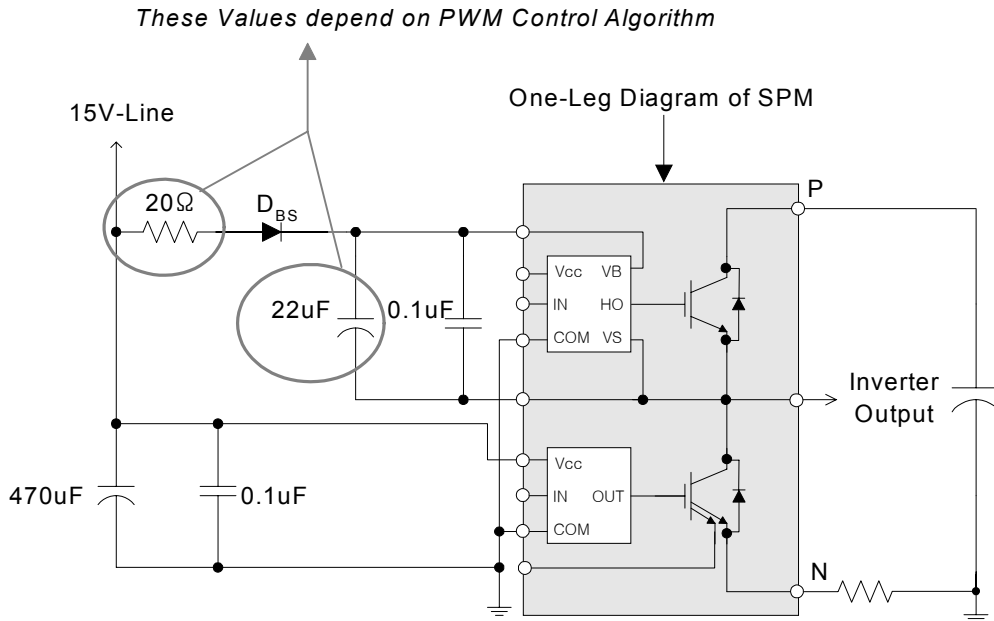 These Values depend on PWM Control Algorithm
One-Leg Diagram of SPM
15V-Line
P
20Ω
DBS
Vcc
VB
IN
HO
COM
VS
22uF
0.1uF
Inverter
Output
Vcc
IN
OUT
COM
470uF
0.1uF
N